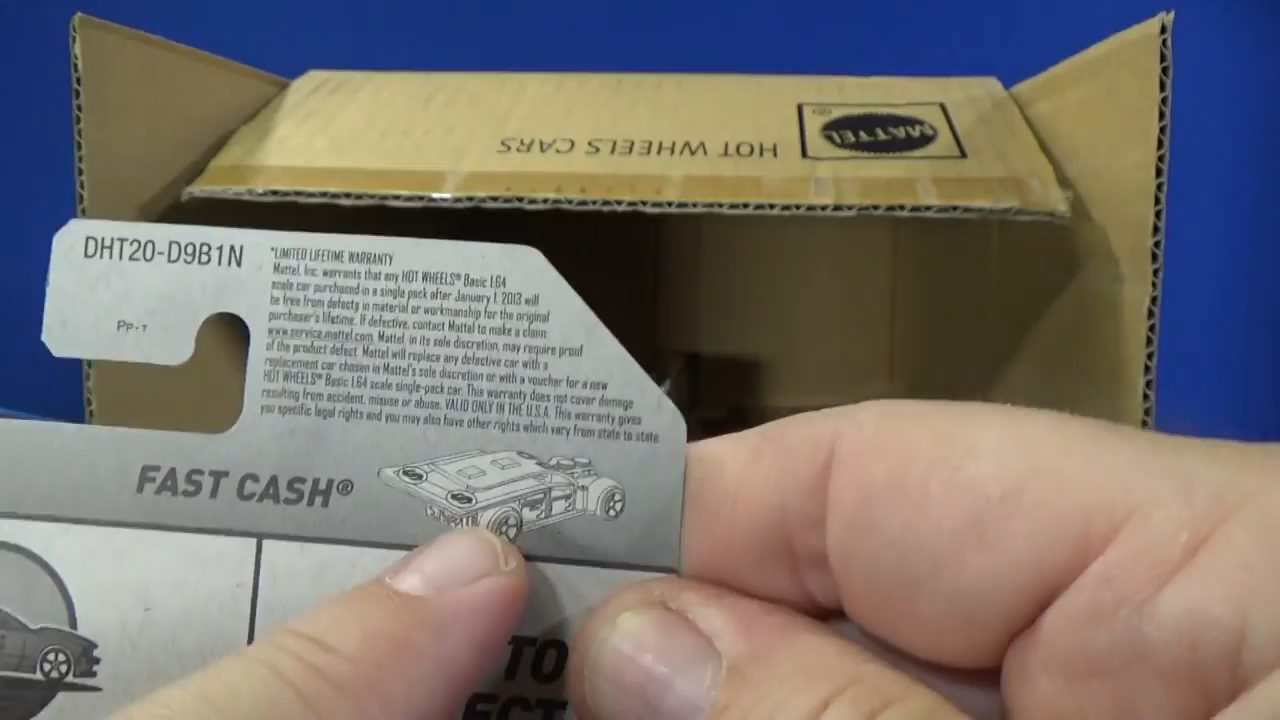 MATTEL
®
HOT WHEELS CARS
DHT20-D9B1N
Pp-T
*LIMITED LIFETIME WARRANTY
Mattel, Inc. warrants that any HOT WHEELS® Basic 1:64
scale car purchased in a single pack after January 1, 2013 will
be free from defects in material or workmanship for the original
purchaser's lifetime. If defective, contact Mattel to make a claim:
www.service.mattel.com. Mattel, in its sole discretion, may require proof
of the product defect. Mattel will replace any defective car with a
replacement car chosen in Mattel's sole discretion or with a voucher for a new
HOT WHEELS® Basic 1:64 scale single-pack car. This warranty does not cover damage
resulting from accident, misuse or abuse. VALID ONLY IN THE U.S.A. This warranty gives
you specific legal rights and you may also have other rights which vary from state to state.
FAST CASH®
TO
ECT